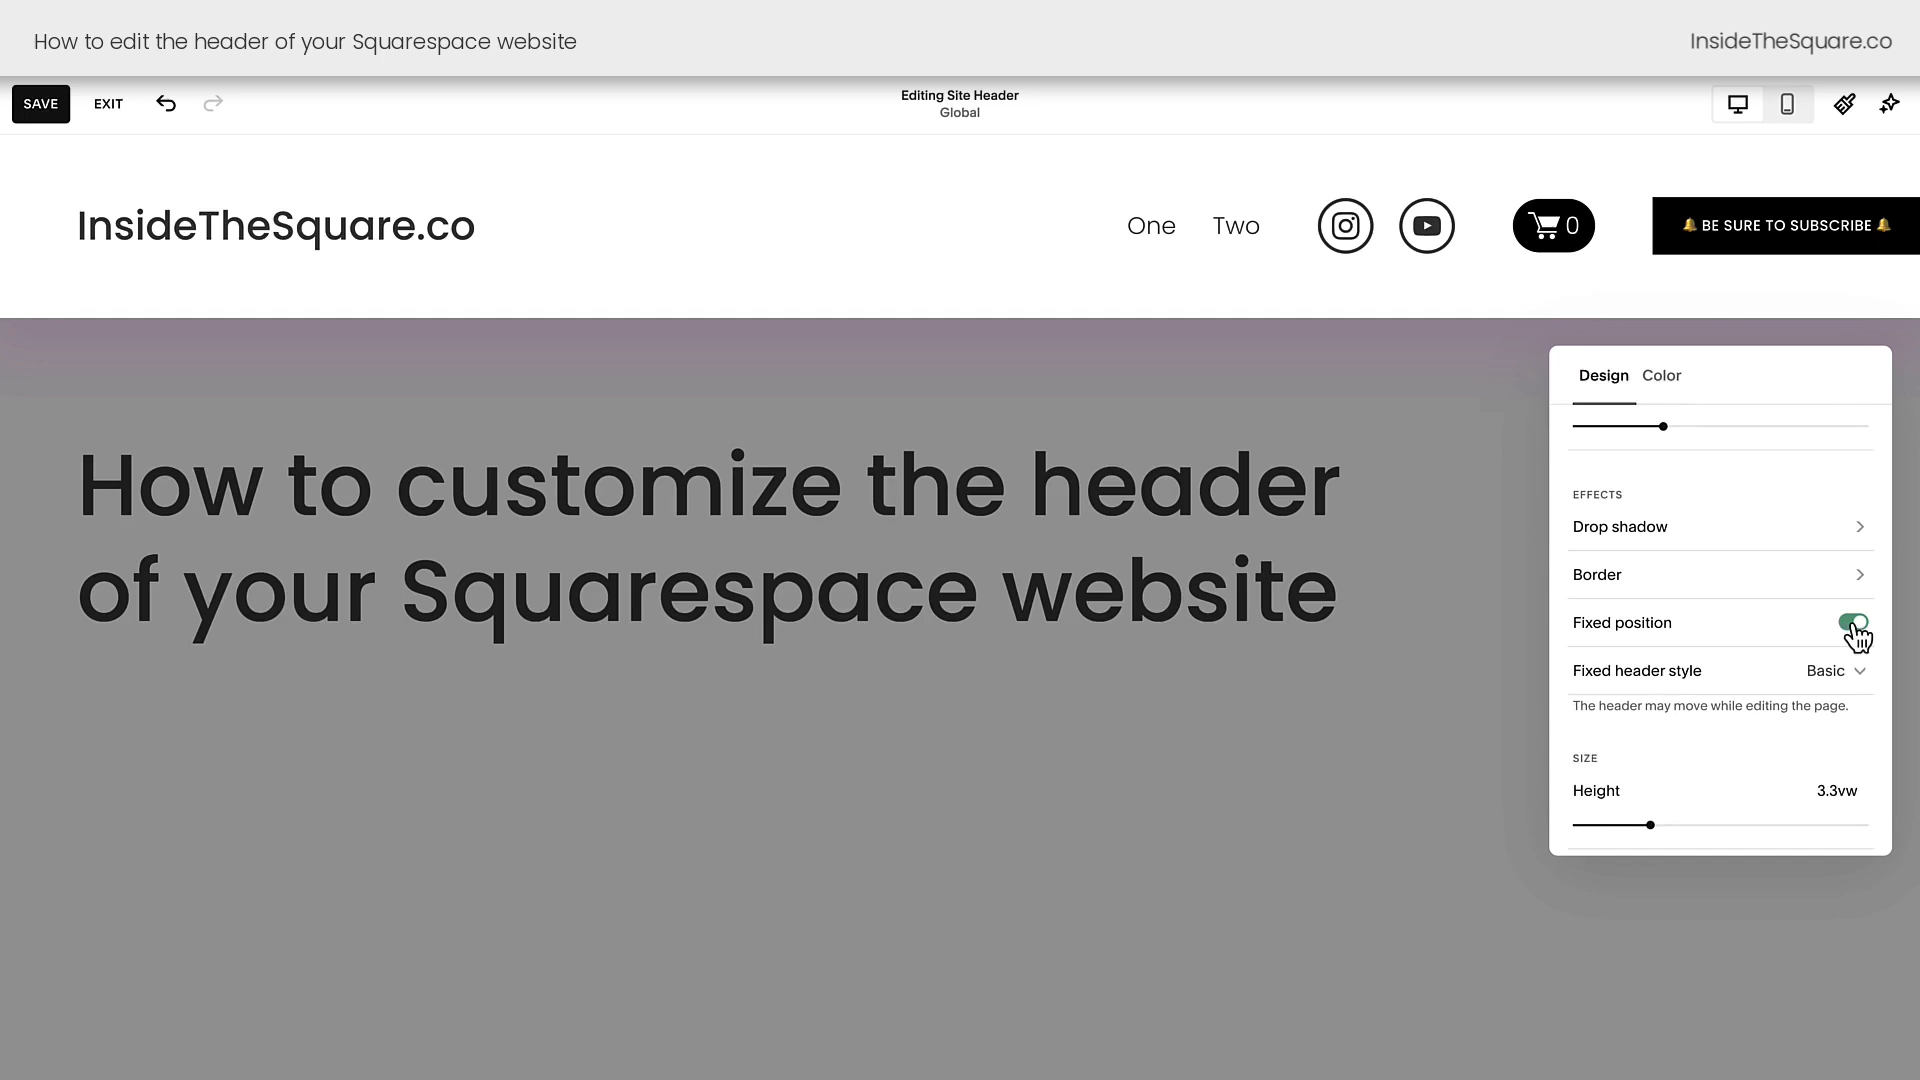 How to edit the header of your Squarespace website
InsideTheSquare.co
SAVE
EXIT
Editing Site Header
Global
InsideTheSquare.co
One
Two
0
🔔 BE SURE TO SUBSCRIBE 🔔
How to customize the header
of your Squarespace website
Design
Color
EFFECTS
Drop shadow
Border
Fixed position
Fixed header style
Basic
The header may move while editing the page.
SIZE
Height
3.3vw